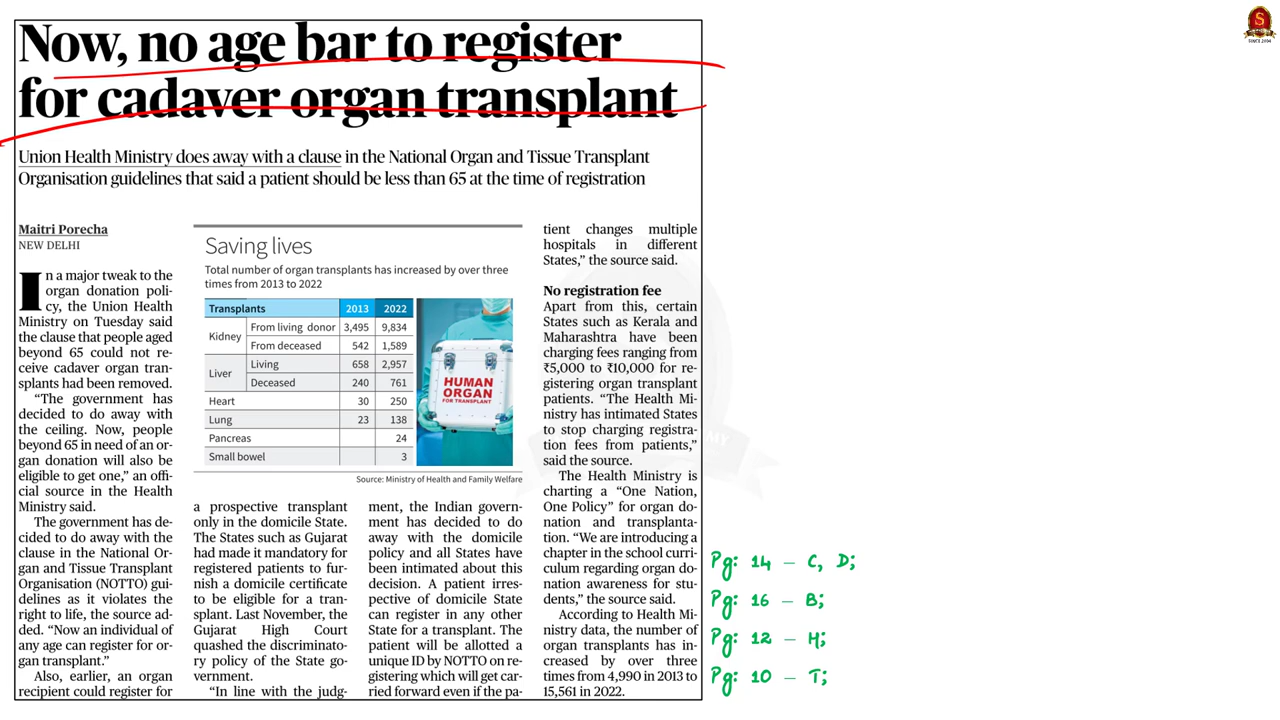 Now, no age bar to register
for cadaver organ transplant
Union Health Ministry does away with a clause in the National Organ and Tissue Transplant
Organisation guidelines that said a patient should be less than 65 at the time of registration
Maitri Porecha
NEW DELHI
In a major tweak to the
organ donation poli-
cy, the Union Health
Ministry on Tuesday said
the clause that people aged
beyond 65 could not re-
ceive cadaver organ tran-
splants had been removed.
“The government has
decided to do away with
the ceiling. Now, people
beyond 65 in need of an or-
gan donation will also be
eligible to get one,” an offi-
cial source in the Health
Ministry said.
The government has de-
cided to do away with the
clause in the National Or-
gan and Tissue Transplant
Organisation (NOTTO) gui-
delines as it violates the
right to life, the source ad-
ded. “Now an individual of
any age can register for or-
gan transplant.”
Also, earlier, an organ
recipient could register for
Saving lives
Total number of organ transplants has increased by over three
times from 2013 to 2022
Transplants 2013 2022
Kidney From living donor 3,495 9,834
From deceased 542 1,589
Liver Living 658 2,957
Deceased 240 761
Heart 30 250
Lung 23 138
Pancreas 24
Small bowel 3
HUMAN
ORGAN
FOR TRANSPLANT
Source: Ministry of Health and Family Welfare
a prospective transplant
only in the domicile State.
The States such as Gujarat
had made it mandatory for
registered patients to fur-
nish a domicile certificate
to be eligible for a tran-
splant. Last November, the
Gujarat High Court
quashed the discriminato-
ry policy of the State go-
vernment.
“In line with the judg-
ment, the Indian govern-
ment has decided to do
away with the domicile
policy and all States have
been intimated about this
decision. A patient irres-
pective of domicile State
can register in any other
State for a transplant. The
patient will be allotted a
unique ID by NOTTO on re-
gistering which will get car-
ried forward even if the pa-
tient changes multiple
hospitals in different
States,” the source said.
No registration fee
Apart from this, certain
States such as Kerala and
Maharashtra have been
charging fees ranging from
₹5,000 to ₹10,000 for re-
gistering organ transplant
patients. “The Health Mi-
nistry has intimated States
to stop charging registra-
tion fees from patients,”
said the source.
The Health Ministry is
charting a “One Nation,
One Policy” for organ do-
nation and transplanta-
tion. “We are introducing a
chapter in the school curri-
culum regarding organ do-
nation awareness for stu-
dents,” the source said.
According to Health Mi-
nistry data, the number of
organ transplants has in-
creased by over three
times from 4,990 in 2013 to
15,561 in 2022.
Pg: 14 – C, D;
Pg: 16 – B;
Pg: 12 – H;
Pg: 10 – T;
S
SINCE 2004